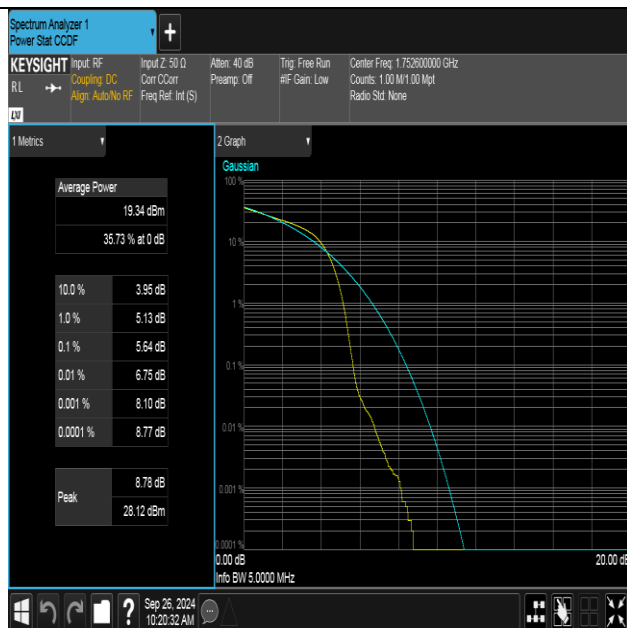 Spectrum Analyzer 1
Power Stat CCDF
+
KEYSIGHT Input: RF
RL
Coupling: DC
Align: Auto/No RF
LXI
Input Z: 50 Ω
Corr CCorr
Freq Ref: Int (S)
Atten: 40 dB
Preamp: Off
Trig: Free Run
#IF Gain: Low
Center Freq: 1.752600000 GHz
Counts: 1.00 M/1.00 Mpt
Radio Std: None
1 Metrics
Average Power
19.34 dBm
35.73 % at 0 dB
10.0 % 3.95 dB
1.0 % 5.13 dB
0.1 % 5.64 dB
0.01 % 6.75 dB
0.001 % 8.10 dB
0.0001 % 8.77 dB
Peak
8.78 dB
28.12 dBm
2 Graph
Gaussian
100 %
10 %
1 %
0.1 %
0.01 %
0.001 %
0.0001 %
0.00 dB
20.00 dB
Info BW 5.0000 MHz
?
Sep 26, 2024
10:20:32 AM